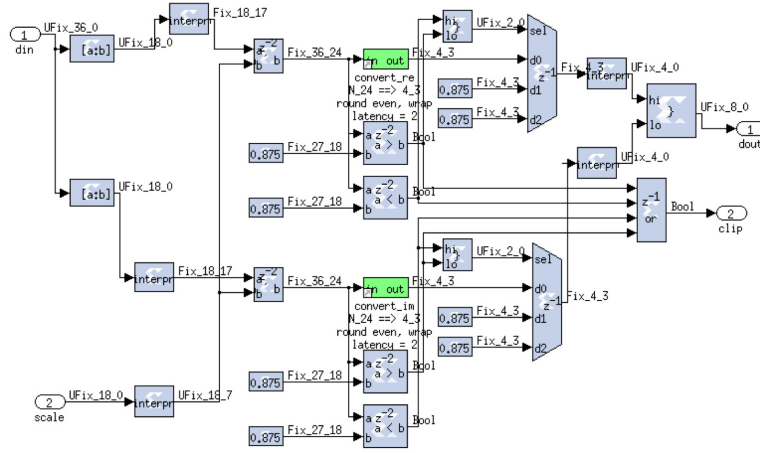 UFix_36_0
1
din
[a:b]
UFix_18_0
interpr
Fix_18_17
a z-2
b
b
Fix_36_24
in out
Fix_4_3
convert_re
N_24 ==> 4_3
round even, wrap
latency = 2
Bool
0.875
Fix_27_18
a z-2
a > b
b
0.875
Fix_27_18
a z-2
a < b
b
Bool
hi
lo
}
UFix_2_0
0.875
Fix_4_3
0.875
Fix_4_3
sel
d0
z-1
d1
d2
Fix_4_3
interpr
UFix_4_0
hi
}
lo
UFix_8_0
1
dout
interpr
UFix_4_0
z-1
or
Bool
2
clip
[a:b]
UFix_18_0
interpr
Fix_18_17
a z-2
b
b
Fix_36_24
in out
Fix_4_3
convert_im
N_24 ==> 4_3
round even, wrap
latency = 2
Bool
0.875
Fix_27_18
a z-2
a > b
b
0.875
Fix_27_18
a z-2
a < b
b
Bool
hi
lo
}
UFix_2_0
0.875
Fix_4_3
0.875
Fix_4_3
sel
d0
z-1
d1
d2
Fix_4_3
2
scale
UFix_18_0
interpr
UFix_18_7